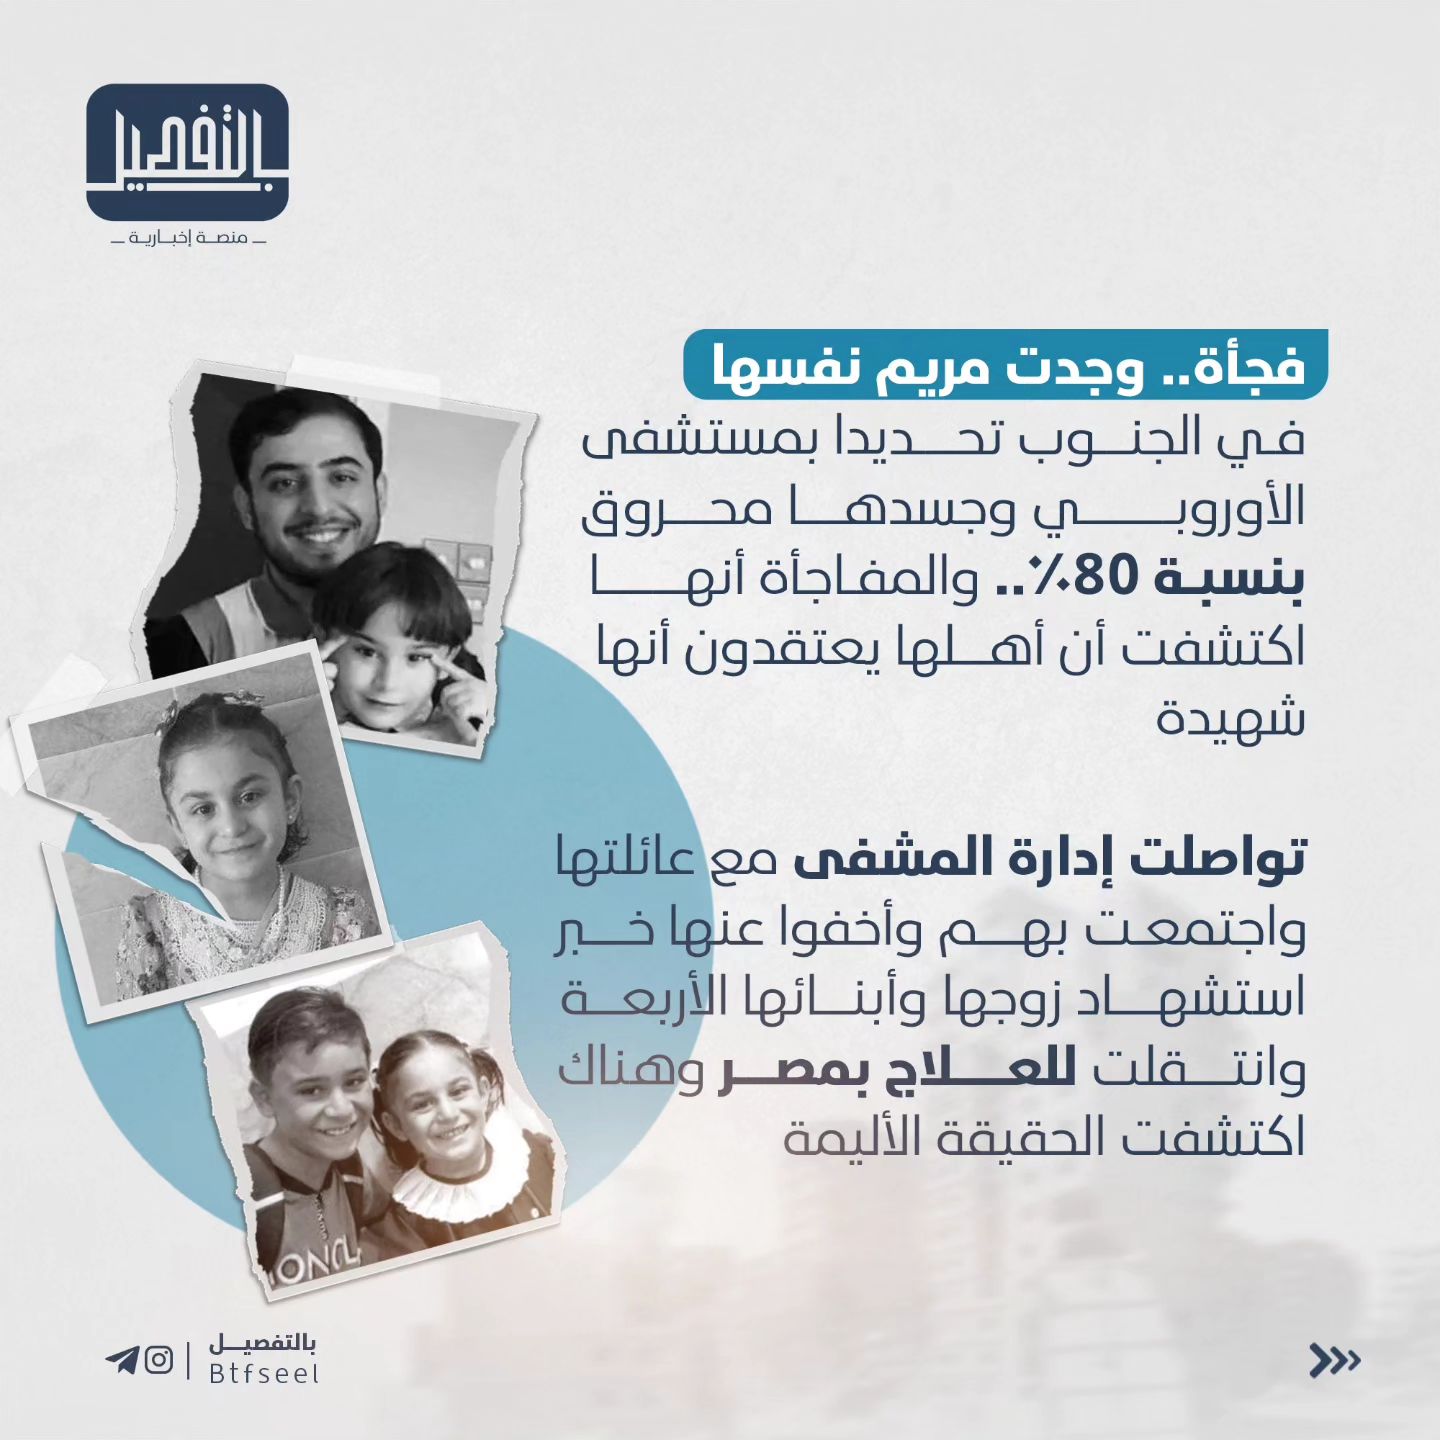 بالتفصيل
منصة إخبارية
فجأة.. وجدت مريم نفسها
في الجنوب تحديدا بمستشفى
الأوروبي وجسدها محروق
بنسبة 80٪.. والمفاجأة أنها
اكتشفت أن أهلها يعتقدون أنها
شهيدة
تواصلت إدارة المشفى مع عائلتها
واجتمعت بهم وأخفوا عنها خبر
استشهاد زوجها وأبنائها الأربعة
وانتقلت للعلاج بمصر وهناك
اكتشفت الحقيقة الأليمة
بالتفصيل
Btfseel